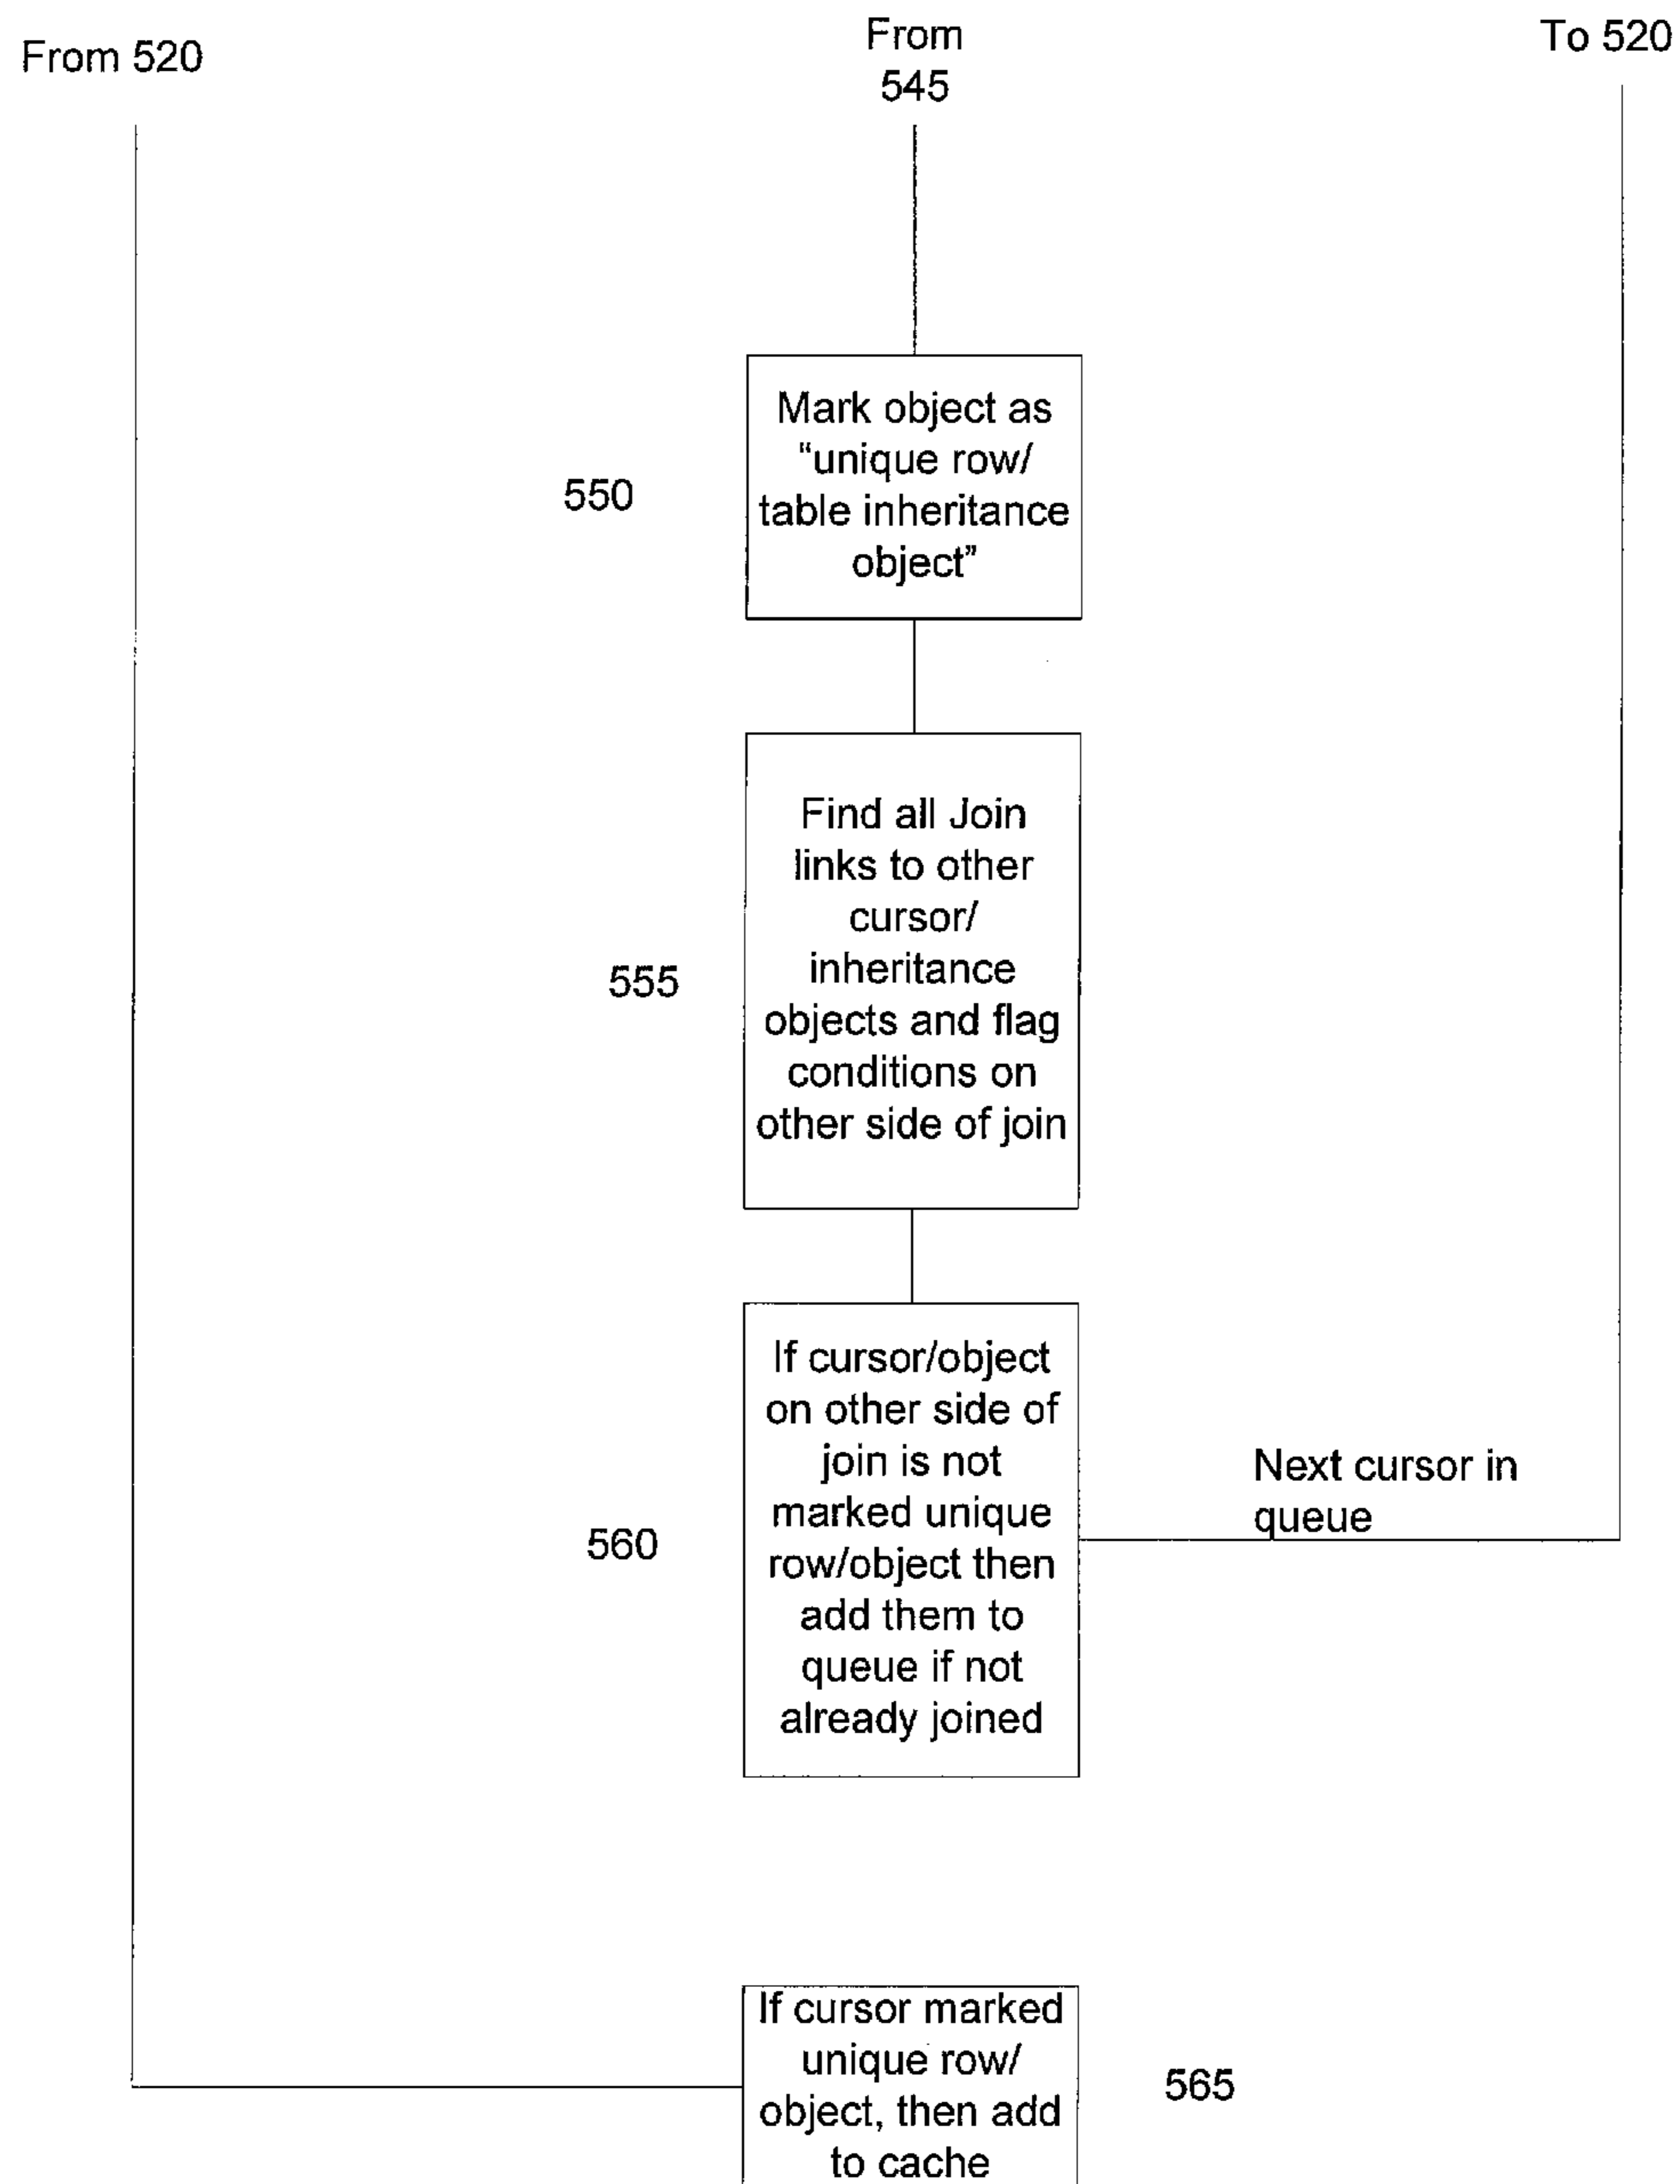 From 520
From
545
To 520
Mark object as
“unique row/
table inheritance
object”
550
Find all Join
links to other
cursor/
inheritance
objects and flag
conditions on
other side of join
555
If cursor/object
on other side of
join is not
marked unique
row/object then
add them to
queue if not
already joined
560
Next cursor in
queue
If cursor marked
unique row/
object, then add
to cache
565